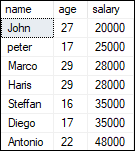 name age salary
John 27 20000
peter 17 25000
Marco 29 28000
Haris 29 28000
Steffan 16 35000
Diego 17 35000
Antonio 22 48000